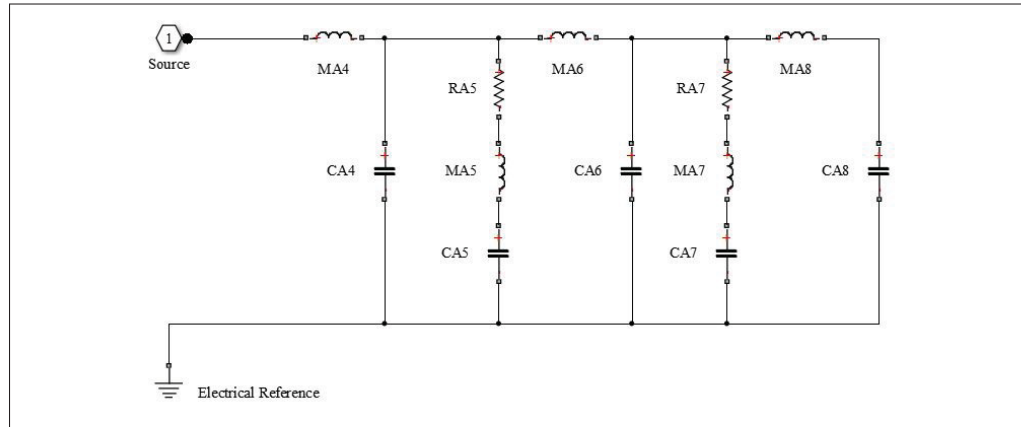 1
Source
MA4
MA6
MA8
RA5
RA7
CA4
MA5
CA6
MA7
CA8
CA5
CA7
Electrical Reference